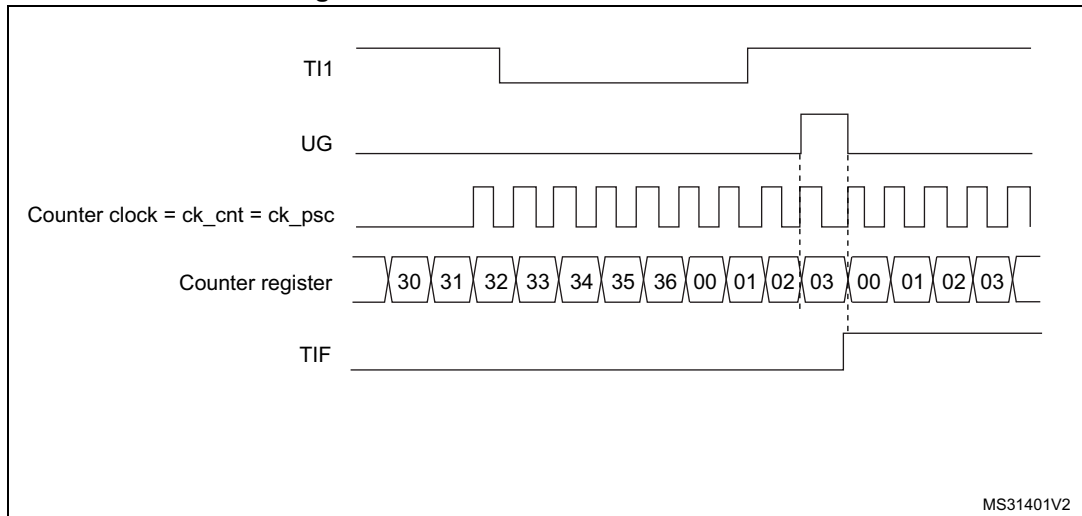 TI1
UG
Counter clock = ck_cnt = ck_psc
Counter register 30 31 32 33 34 35 36 00 01 02 03 00 01 02 03
TIF
MS31401V2